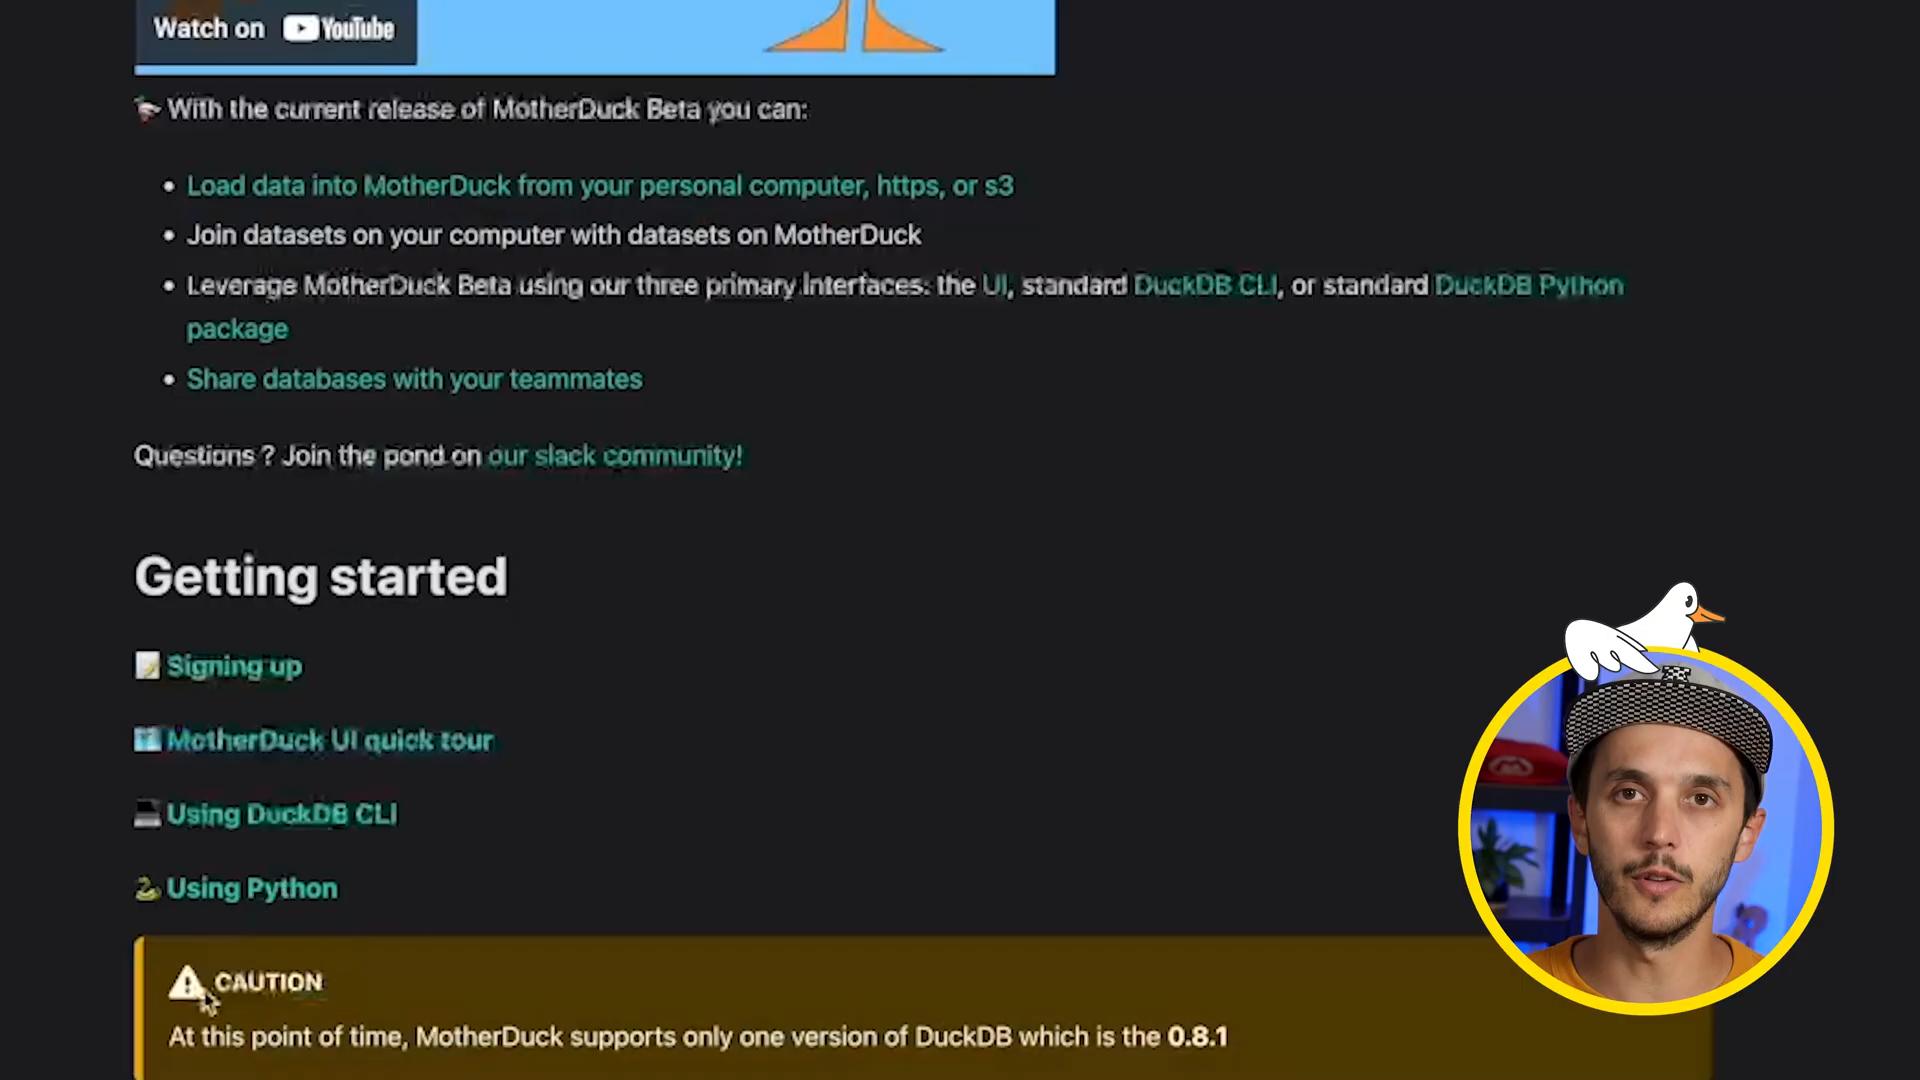 Watch on YouTube
With the current release of MotherDuck Beta you can:
Load data into MotherDuck from your personal computer, https, or s3
Join datasets on your computer with datasets on MotherDuck
Leverage MotherDuck Beta using our three primary interfaces: the UI, standard DuckDB CLI, or standard DuckDB Python
package
Share databases with your teammates
Questions ? Join the pond on our slack community!
Getting started
Signing up
MotherDuck UI quick tour
Using DuckDB CLI
Using Python
CAUTION
At this point of time, MotherDuck supports only one version of DuckDB which is the 0.8.1